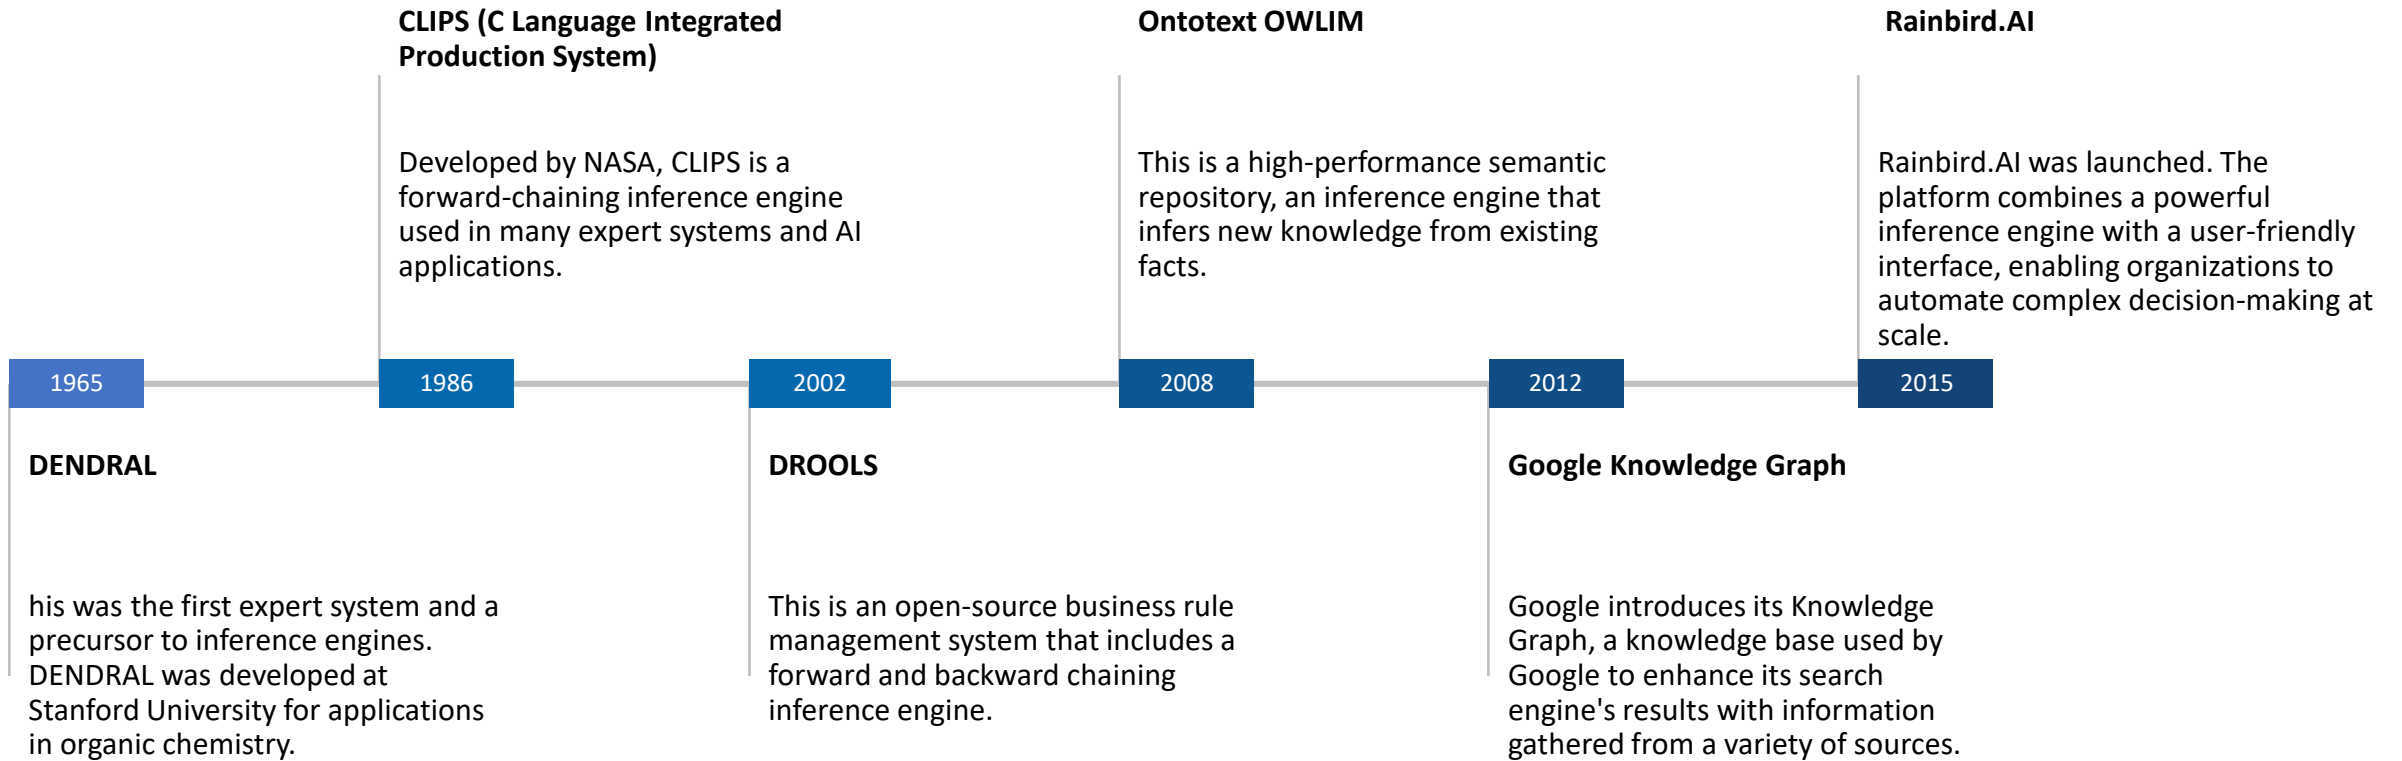 CLIPS (C Language Integrated
Production System)
Developed by NASA, CLIPS is a
forward-chaining inference engine
used in many expert systems and AI
applications.
Ontotext OWLIM
This is a high-performance semantic
repository, an inference engine that
infers new knowledge from existing
facts.
Rainbird.AI
Rainbird.AI was launched. The
platform combines a powerful
inference engine with a user-friendly
interface, enabling organizations to
automate complex decision-making at
scale.
1965
1986
2002
2008
2012
2015
DENDRAL
his was the first expert system and a
precursor to inference engines.
DENDRAL was developed at
Stanford University for applications
in organic chemistry.
DROOLS
This is an open-source business rule
management system that includes a
forward and backward chaining
inference engine.
Google Knowledge Graph
Google introduces its Knowledge
Graph, a knowledge base used by
Google to enhance its search
engine's results with information
gathered from a variety of sources.